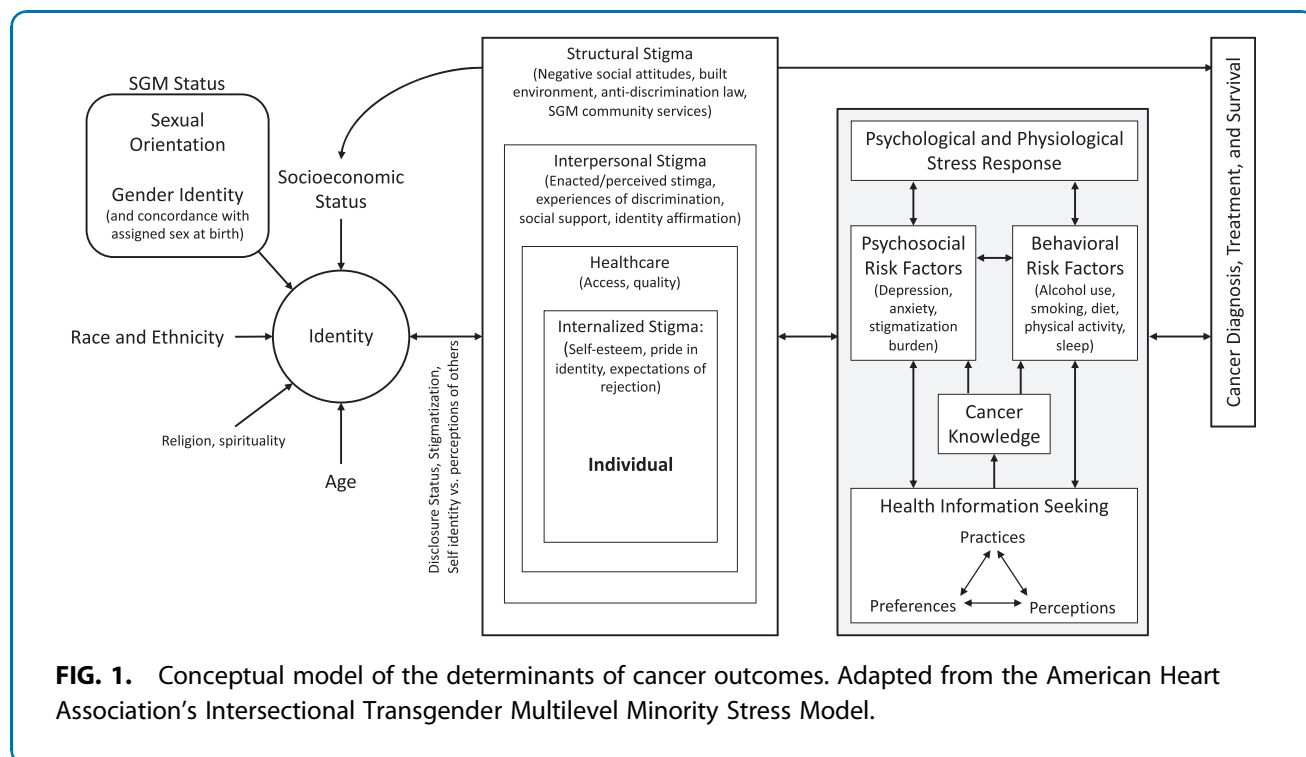 SGM Status
Sexual
Orientation
Gender Identity
(and concordance with
assigned sex at birth)
Socioeconomic
Status
Race and Ethnicity
Identity
Religion, spirituality
Age
Disclosure Status, Stigmatization,
Self identity vs. perceptions of others
Structural Stigma
(Negative social attitudes, built
environment, anti-discrimination law,
SGM community services)
Interpersonal Stigma
(Enacted/perceived stimga,
experiences of discrimination,
social support, identity affirmation)
Healthcare
(Access, quality)
Internalized Stigma:
(Self-esteem, pride in
identity, expectations of
rejection)
Individual
Psychological and Physiological
Stress Response
Psychosocial
Risk Factors
(Depression,
anxiety,
stigmatization
burden)
Behavioral
Risk Factors
(Alcohol use,
smoking, diet,
physical activity,
sleep)
Cancer
Knowledge
Health Information Seeking
Practices
Preferences
Perceptions
Cancer Diagnosis, Treatment, and Survival
FIG. 1. Conceptual model of the determinants of cancer outcomes. Adapted from the American Heart
Association's Intersectional Transgender Multilevel Minority Stress Model.